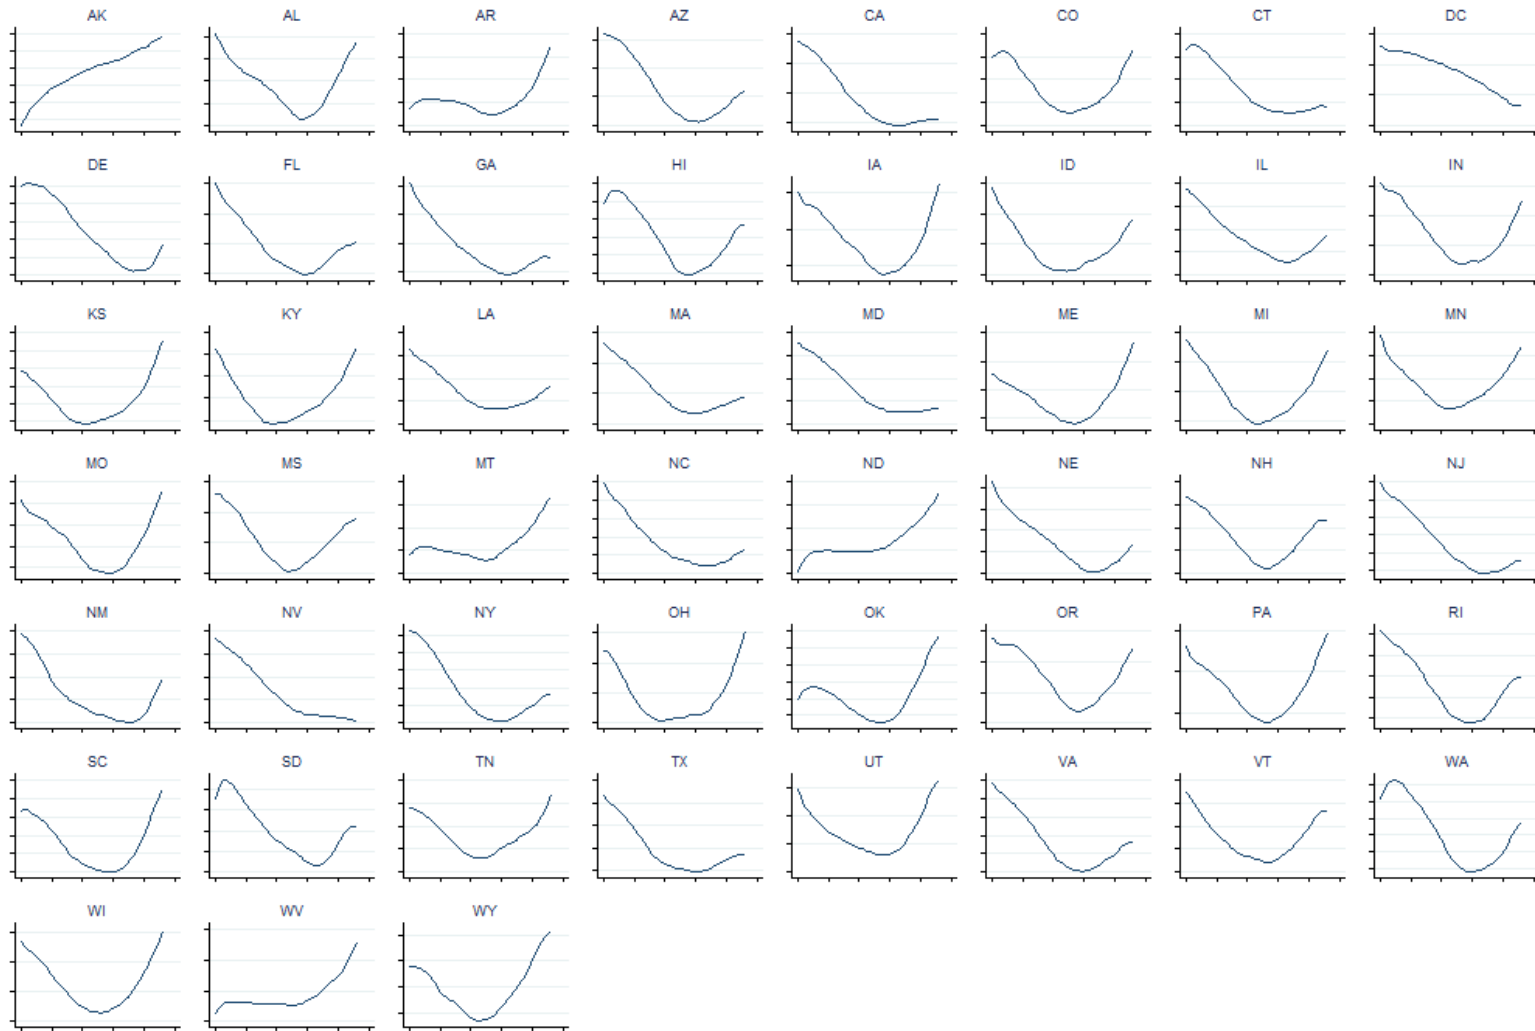 AK AL AR AZ CA CO CT DC
DE FL GA HI IA ID IL IN
KS KY LA MA MD ME MI MN
MO MS MT NC ND NE NH NJ
NM NV NY OH OK OR PA RI
SC SD TN TX UT VA VT WA
WI WV WY